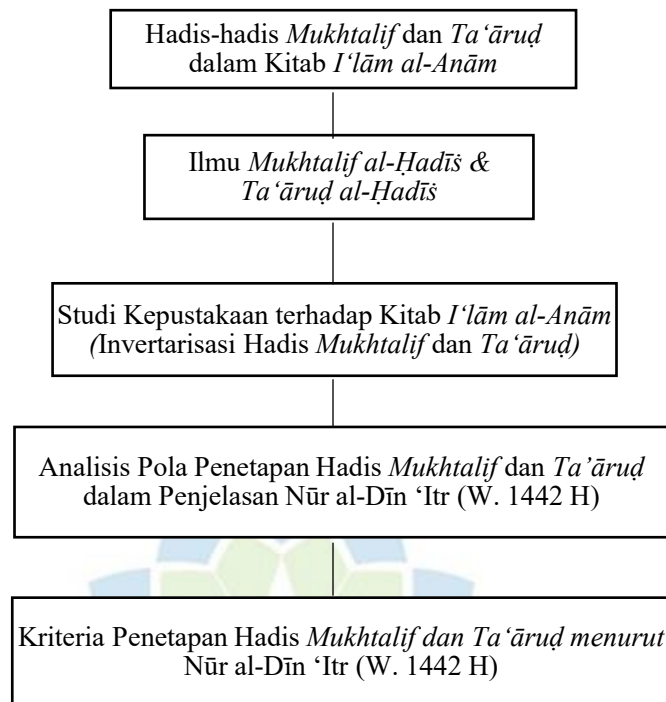 Hadis-hadis Mukhtalif dan Ta‘āruḍ
dalam Kitab I‘lām al-Anām
Ilmu Mukhtalif al-Ḥadīṡ &
Ta‘āruḍ al-Ḥadīṡ
Studi Kepustakaan terhadap Kitab I‘lām al-Anām
(Invertarisasi Hadis Mukhtalif dan Ta‘āruḍ)
Analisis Pola Penetapan Hadis Mukhtalif dan Ta’āruḍ
dalam Penjelasan Nūr al-Dīn ‘Itr (W. 1442 H)
Kriteria Penetapan Hadis Mukhtalif dan Ta‘āruḍ menurut
Nūr al-Dīn ‘Itr (W. 1442 H)